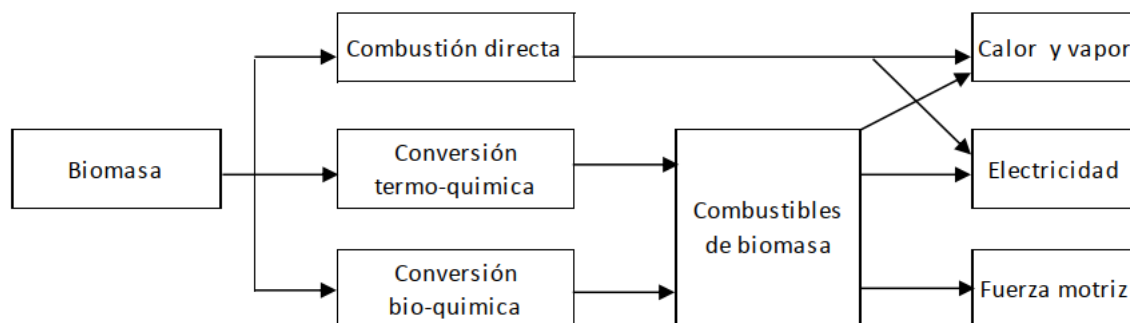 Combustión directa
Calor y vapor
Biomasa
Conversión
termo-quimica
Combustibles
de biomasa
Electricidad
Conversión
bio-quimica
Fuerza motriz